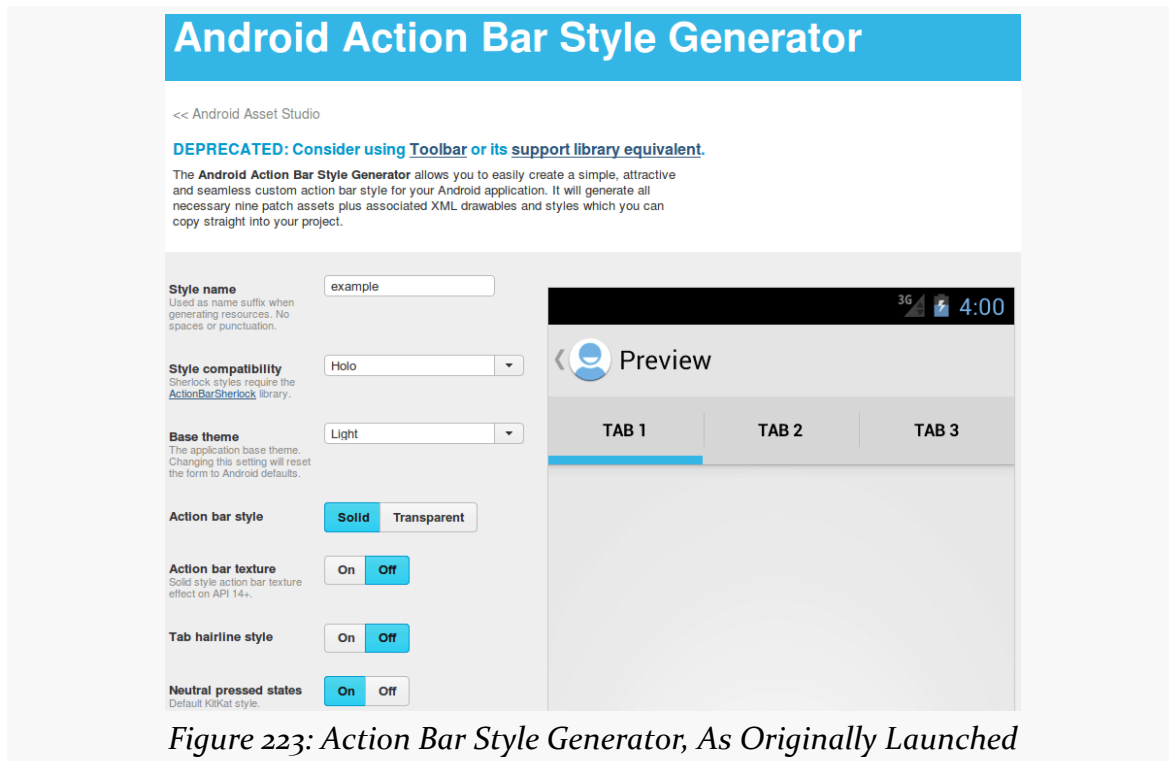 Android Action Bar Style Generator
<< Android Asset Studio
DEPRECATED: Consider using Toolbar or its support library equivalent.
The Android Action Bar Style Generator allows you to easily create a simple, attractive
and seamless custom action bar style for your Android application. It will generate all
necessary nine patch assets plus associated XML drawables and styles which you can
copy straight into your project.
Style name
Used as name suffix when
generating resources. No
spaces or punctuation.
example
Style compatibility
Sherlock styles require the
ActionBarSherlock library.
Holo
Base theme
The application base theme.
Changing this setting will reset
the form to Android defaults.
Light
Action bar style
Solid Transparent
Action bar texture
Solid style action bar texture
effect on API 14+.
On Off
Tab hairline style
On Off
Neutral pressed states
Default KitKat style.
On Off
3G 4:00
Preview
TAB 1 TAB 2 TAB 3
Figure 223: Action Bar Style Generator, As Originally Launched